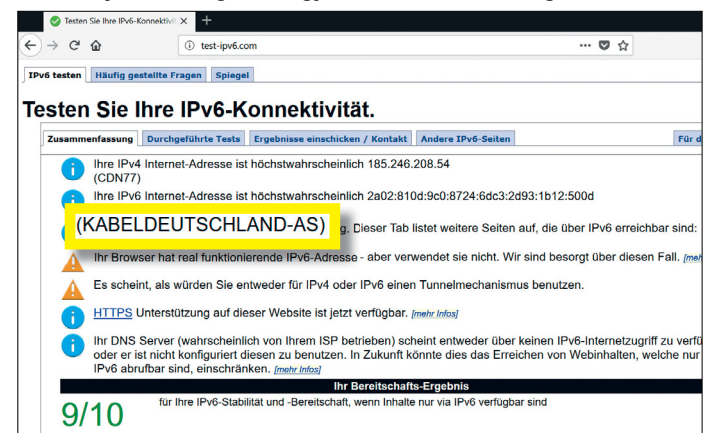 Testen Sie Ihre IPv6-Konnektivit
test-ipv6.com
IPv6 testen Häufig gestellte Fragen Spiegel
Testen Sie Ihre IPv6-Konnektivität.
Zusammenfassung Durchgeführte Tests Ergebnisse einschicken / Kontakt Andere IPv6-Seiten Für d
Ihre IPv4 Internet-Adresse ist höchstwahrscheinlich 185.246.208.54
(CDN77)
Ihre IPv6 Internet-Adresse ist höchstwahrscheinlich 2a02:810d:9c0:8724:6dc3:2d93:1b12:500d
(KABELDEUTSCHLAND-AS)
g. Dieser Tab listet weitere Seiten auf, die über IPv6 erreichbar sind:
Ihr Browser hat real funktionierende IPv6-Adresse - aber verwendet sie nicht. Wir sind besorgt über diesen Fall. [meh
Es scheint, als würden Sie entweder für IPv4 oder IPv6 einen Tunnelmechanismus benutzen.
HTTPS Unterstützung auf dieser Website ist jetzt verfügbar. [mehr Infos]
Ihr DNS Server (wahrscheinlich von Ihrem ISP betrieben) scheint entweder über keinen IPv6-Internetzugriff zu verfü
oder er ist nicht konfiguriert diesen zu benutzen. In Zukunft könnte dies das Erreichen von Webinhalten, welche nur
IPv6 abrufbar sind, einschränken. [mehr Infos]
Ihr Bereitschafts-Ergebnis
9/10 für Ihre IPv6-Stabilität und -Bereitschaft, wenn Inhalte nur via IPv6 verfügbar sind